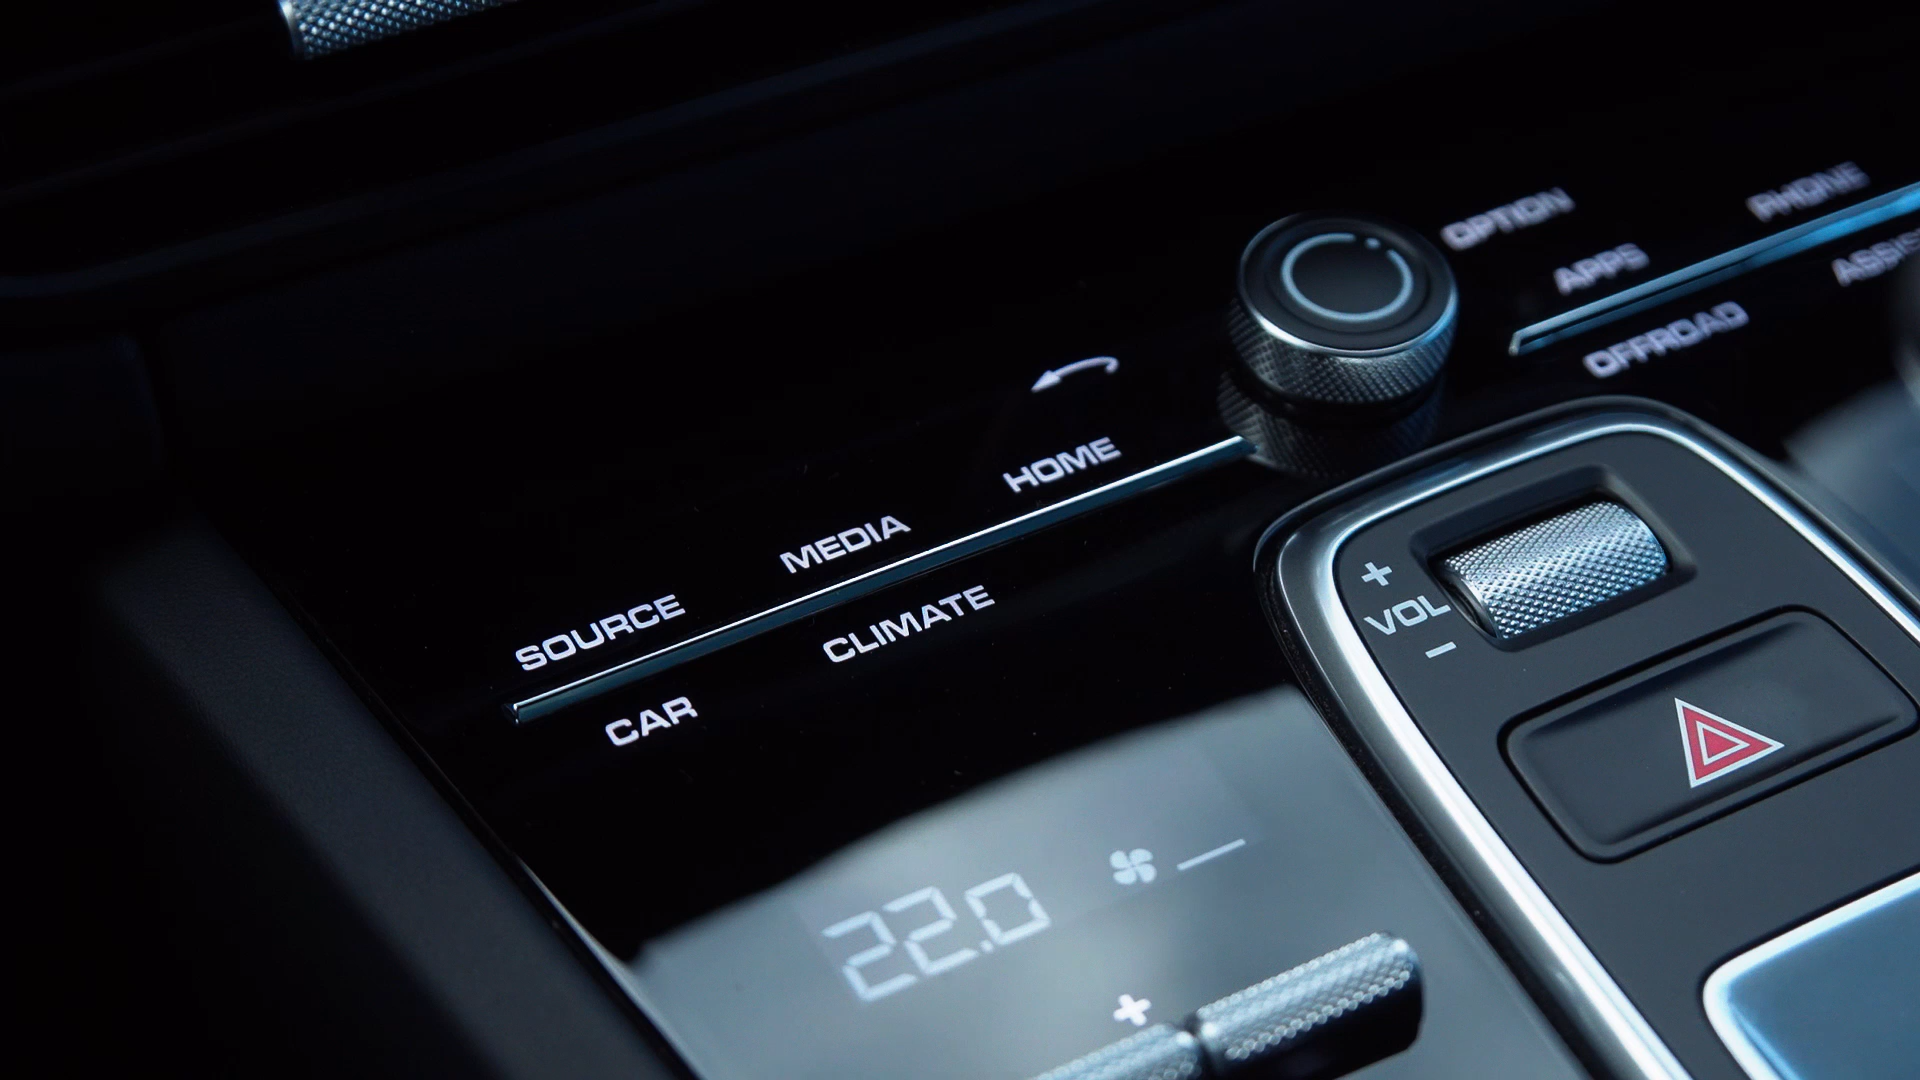 OPTION
PHONE
APPS
OFFROAD
HOME
MEDIA
SOURCE
CLIMATE
CAR
+
VOL
-
22.0
+